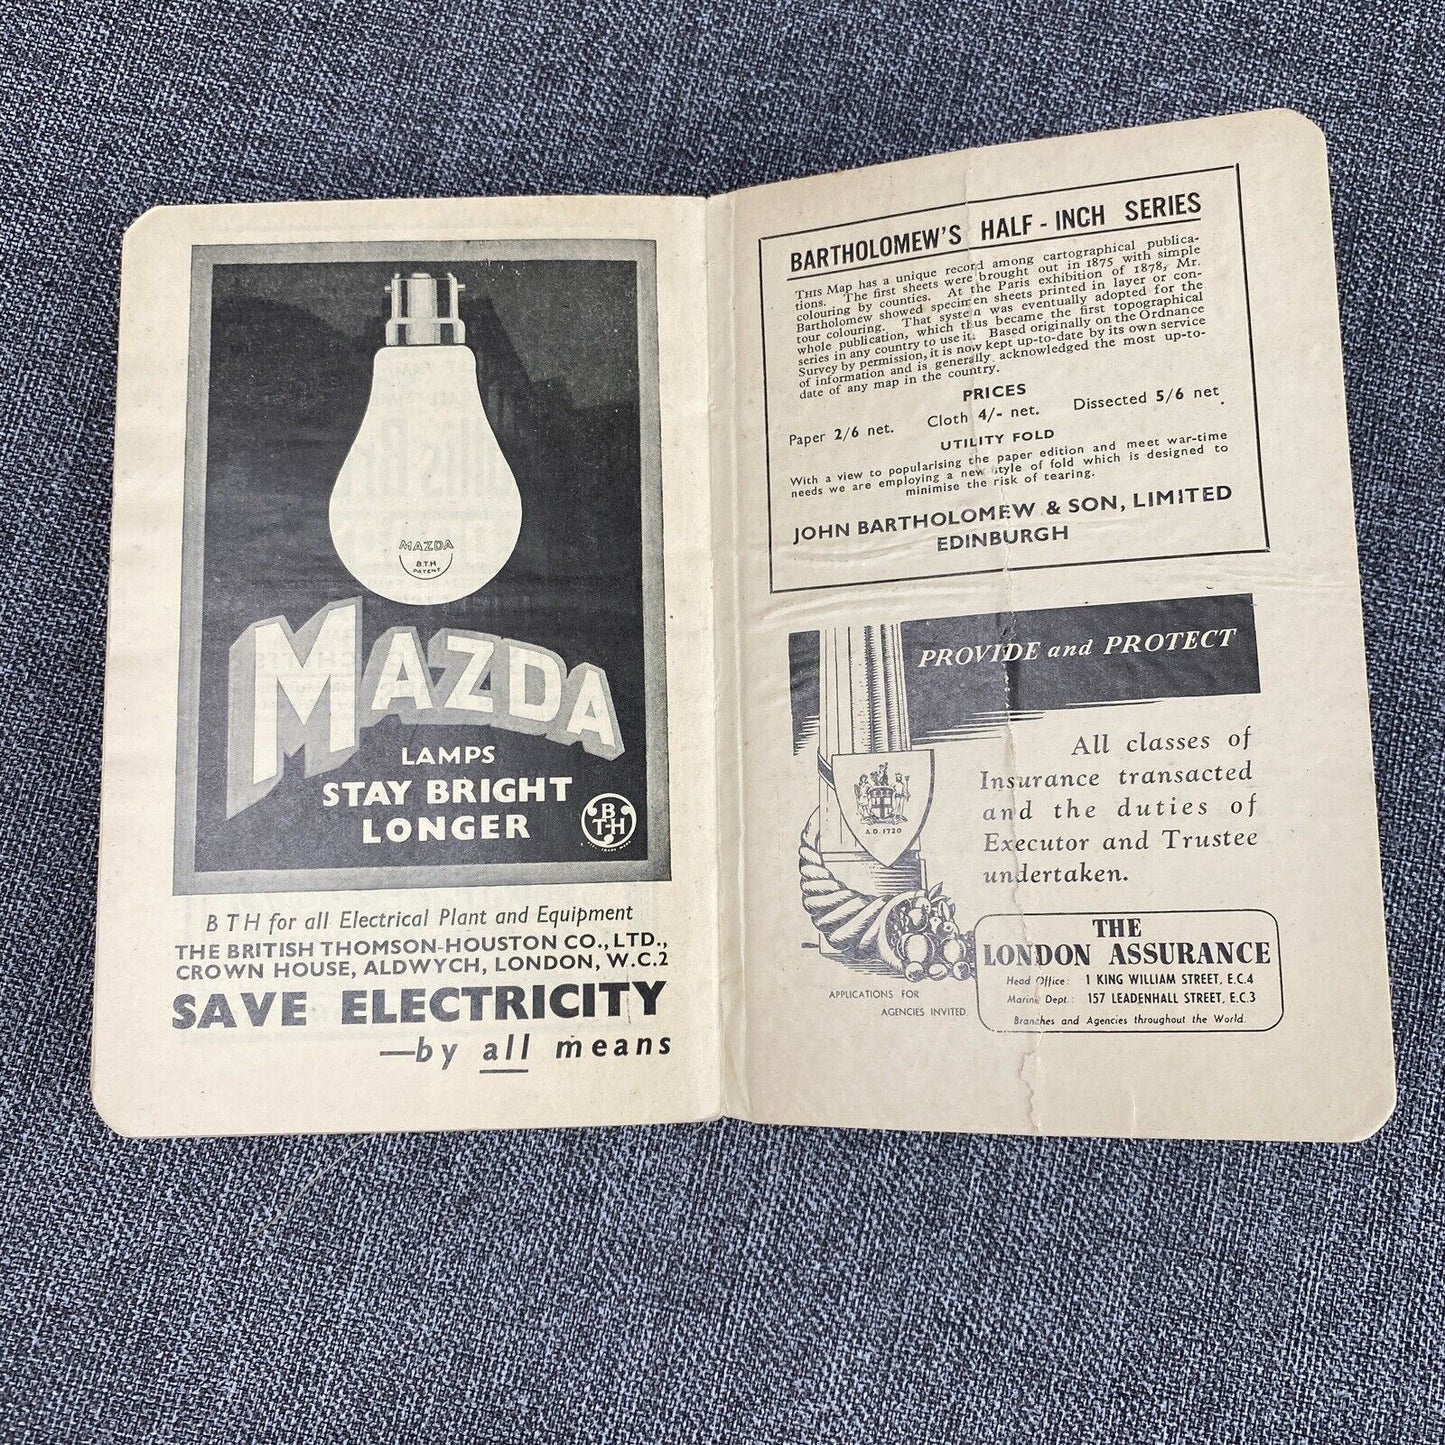 MAZDA
B.T.H
PATENT
MAZDA
LAMPS
STAY BRIGHT
LONGER
B
T-H
B T H for all Electrical Plant and Equipment
THE BRITISH THOMSON-HOUSTON CO., LTD.,
CROWN HOUSE, ALDWYCH, LONDON, W.C.2
SAVE ELECTRICITY
—by all means
BARTHOLOMEW'S HALF-INCH SERIES
THIS Map has a unique record among cartographical publica-
tions. The first sheets were brought out in 1875 with simple
colouring by counties. At the Paris exhibition of 1878, Mr.
Bartholomew showed specimen sheets printed in layer or con-
tour colouring. That system was eventually adopted for the
whole publication, which thus became the first topographical
series in any country to use it. Based originally on the Ordnance
Survey by permission, it is now kept up-to-date by its own service
of information and is generally acknowledged the most up-to-
date of any map in the country.
PRICES
Paper 2/6 net. Cloth 4/- net. Dissected 5/6 net
UTILITY FOLD
With a view to popularising the paper edition and meet war-time
needs we are employing a new style of fold which is designed to
minimise the risk of tearing.
JOHN BARTHOLOMEW & SON, LIMITED
EDINBURGH
PROVIDE and PROTECT
A.D. 1720
All classes of
Insurance transacted
and the duties of
Executor and Trustee
undertaken.
APPLICATIONS FOR
AGENCIES INVITED.
THE
LONDON ASSURANCE
Head Office: 1 KING WILLIAM STREET, E.C.4
Marine Dept.: 157 LEADENHALL STREET, E.C.3
Branches and Agencies throughout the World.